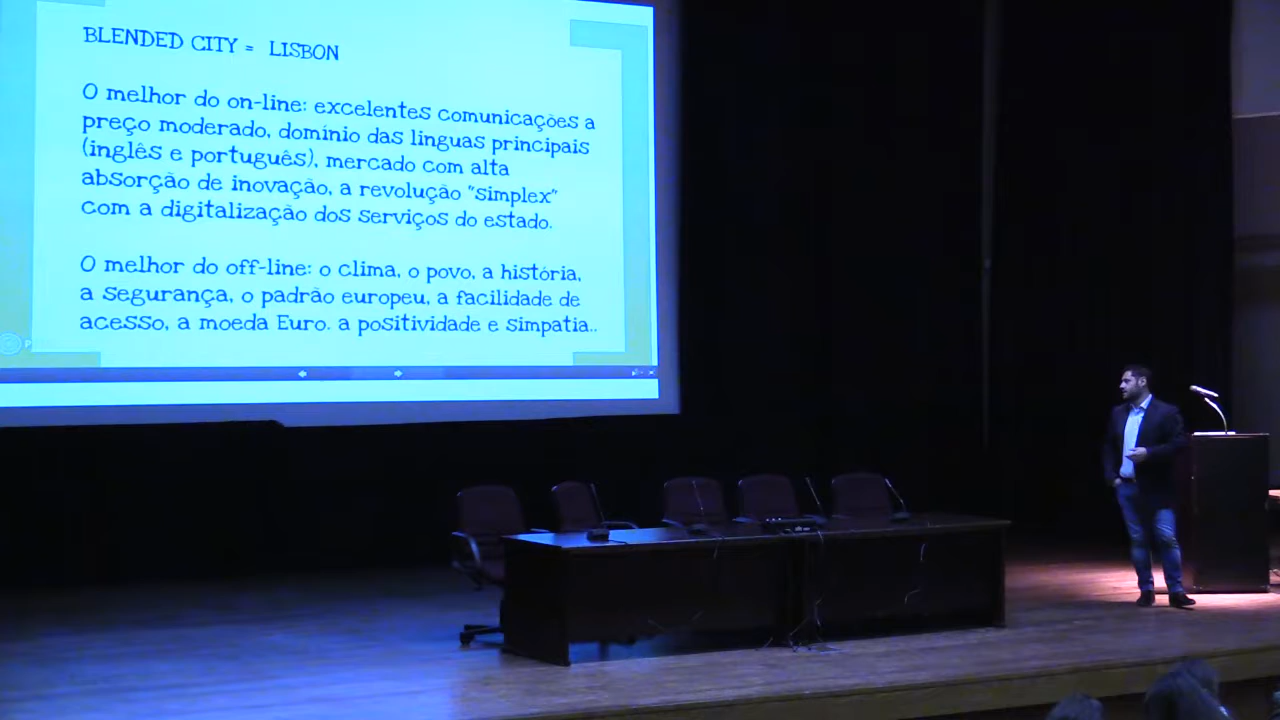 BLENDED CITY = LISBON
O melhor do on-line: excelentes comunicações a
preço moderado, domínio das linguas principais
(inglês e português), mercado com alta
absorção de inovação, a revolução "simplex"
com a digitalização dos serviços do estado.
O melhor do off-line: o clima, o povo, a história,
a segurança, o padrão europeu, a facilidade de
acesso, a moeda Euro. a positividade e simpatia..